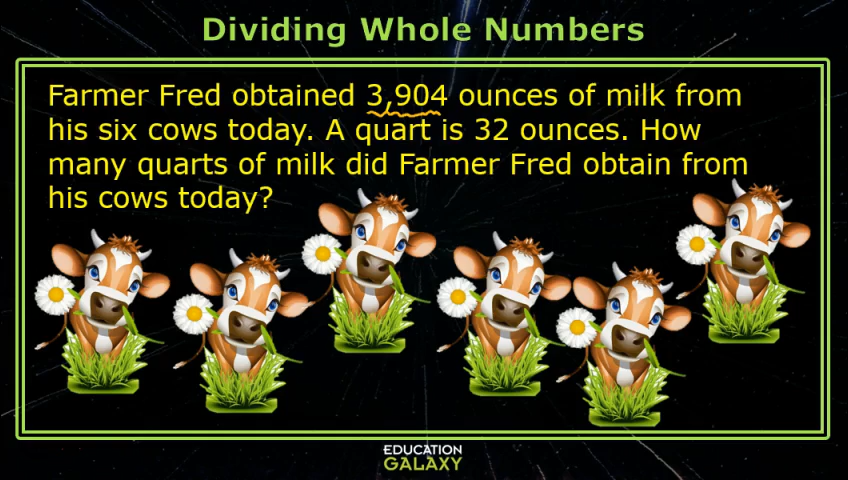 Dividing Whole Numbers
Farmer Fred obtained 3,904 ounces of milk from
his six cows today. A quart is 32 ounces. How
many quarts of milk did Farmer Fred obtain from
his cows today?
EDUCATION
GALAXY